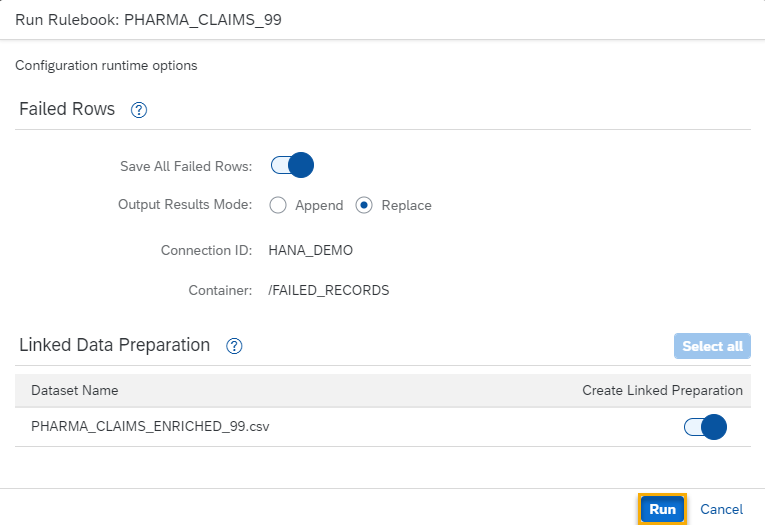 Run Rulebook: PHARMA_CLAIMS_99
Configuration runtime options
Failed Rows ?
Save All Failed Rows:
Output Results Mode: Append Replace
Connection ID: HANA_DEMO
Container: /FAILED_RECORDS
Linked Data Preparation ? Select all
Dataset Name Create Linked Preparation
PHARMA_CLAIMS_ENRICHED_99.csv
Run Cancel